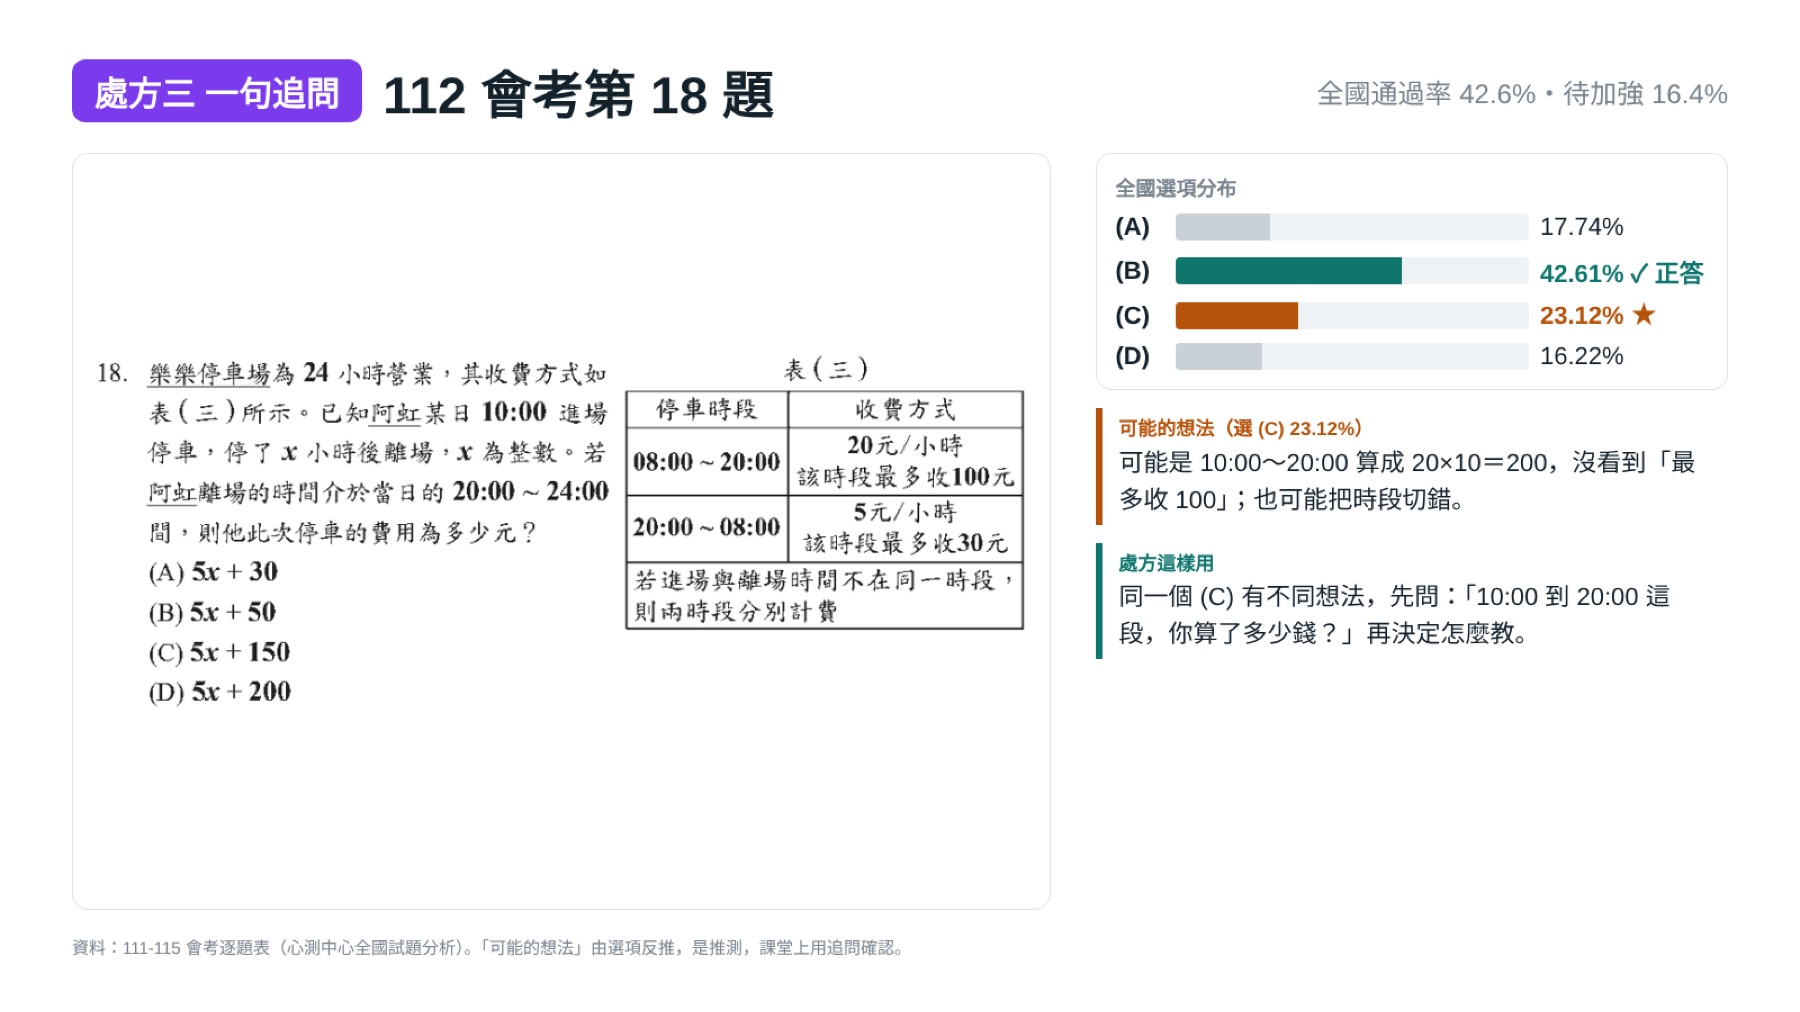 處方三 一句追問
112 會考第 18 題
全國通過率 42.6%・待加強 16.4%
18. 樂樂停車場為 24 小時營業，其收費方式如
表(三)所示。已知阿虹某日 10:00 進場
停車，停了 x 小時後離場，x 為整數。若
阿虹離場的時間介於當日的 20:00 ~ 24:00
間，則他此次停車的費用為多少元？
(A) 5x + 30
(B) 5x + 50
(C) 5x + 150
(D) 5x + 200
表(三)
停車時段 收費方式
08:00 ~ 20:00 20元/小時
該時段最多收100元
20:00 ~ 08:00 5元/小時
該時段最多收30元
若進場與離場時間不在同一時段，
則兩時段分別計費
全國選項分布
(A) 17.74%
(B) 42.61% ✓ 正答
(C) 23.12% ★
(D) 16.22%
可能的想法（選 (C) 23.12%）
可能是 10:00～20:00 算成 20×10＝200，沒看到「最
多收 100」；也可能把時段切錯。
處方這樣用
同一個 (C) 有不同想法，先問：「10:00 到 20:00 這
段，你算了多少錢？」再決定怎麼教。
資料：111-115 會考逐題表（心測中心全國試題分析）。「可能的想法」由選項反推，是推測，課堂上用追問確認。